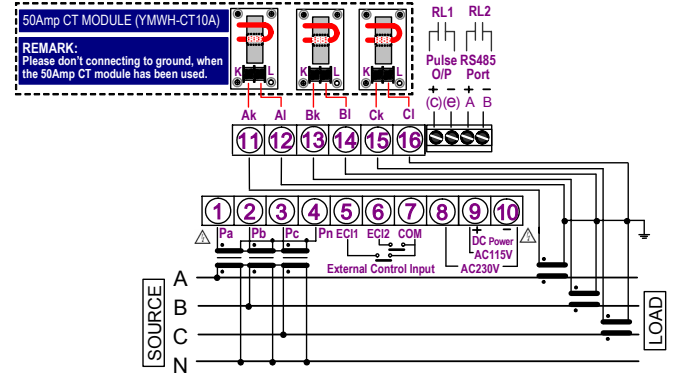 50Amp CT MODULE (YMWH-CT10A)
REMARK:
Please don't connecting to ground, when
the 50Amp CT module has been used.
K L K L K L
RL1 RL2
Pulse RS485
O/P Port
+ − + −
(C) (e) A B
Ak Al Bk Bl Ck Cl
11 12 13 14 15 16
1 2 3 4 5 6 7 8 9 10
Pa Pb Pc Pn ECI1 ECI2 COM + −
DC Power
AC115V
External Control Input AC230V
SOURCE
A
B
C
N
LOAD